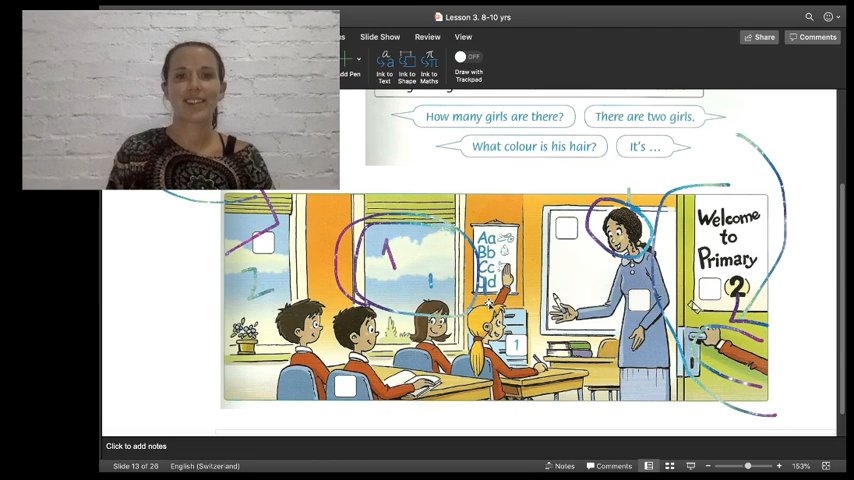 Lesson 3. 8-10 yrs
Slide Show Review View
Share Comments
OFF
dd Pen
Ink to Text
Ink to Shape
Ink to Maths
Draw with Trackpad
How many girls are there?
There are two girls.
What colour is his hair?
It's ...
Aa
Bb
Cc
Welcome
to
Primary
2
1
2
1
Click to add notes
Slide 13 of 26 English (Switzerland)
Notes Comments 153%